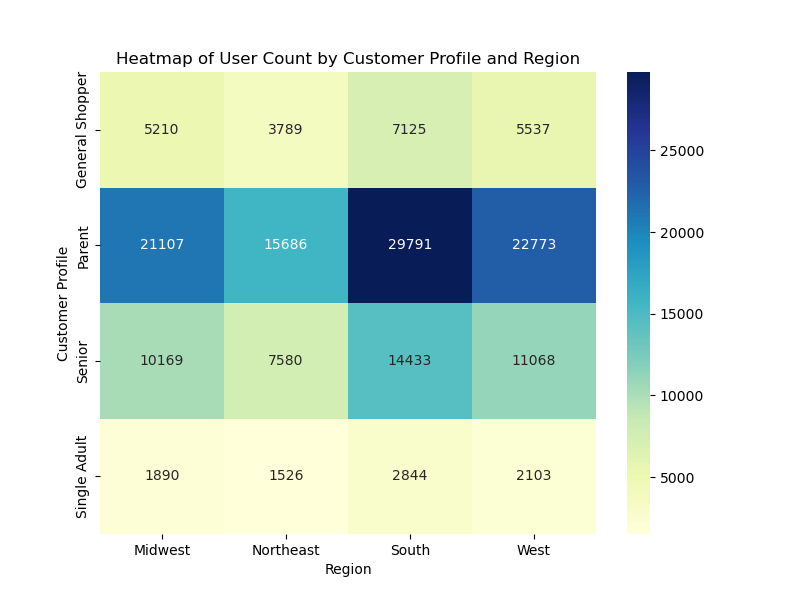 Heatmap of User Count by Customer Profile and Region
Customer Profile
General Shopper
5210 3789 7125 5537
Parent
21107 15686 29791 22773
Senior
10169 7580 14433 11068
Single Adult
1890 1526 2844 2103
Midwest Northeast South West
Region
25000
20000
15000
10000
5000